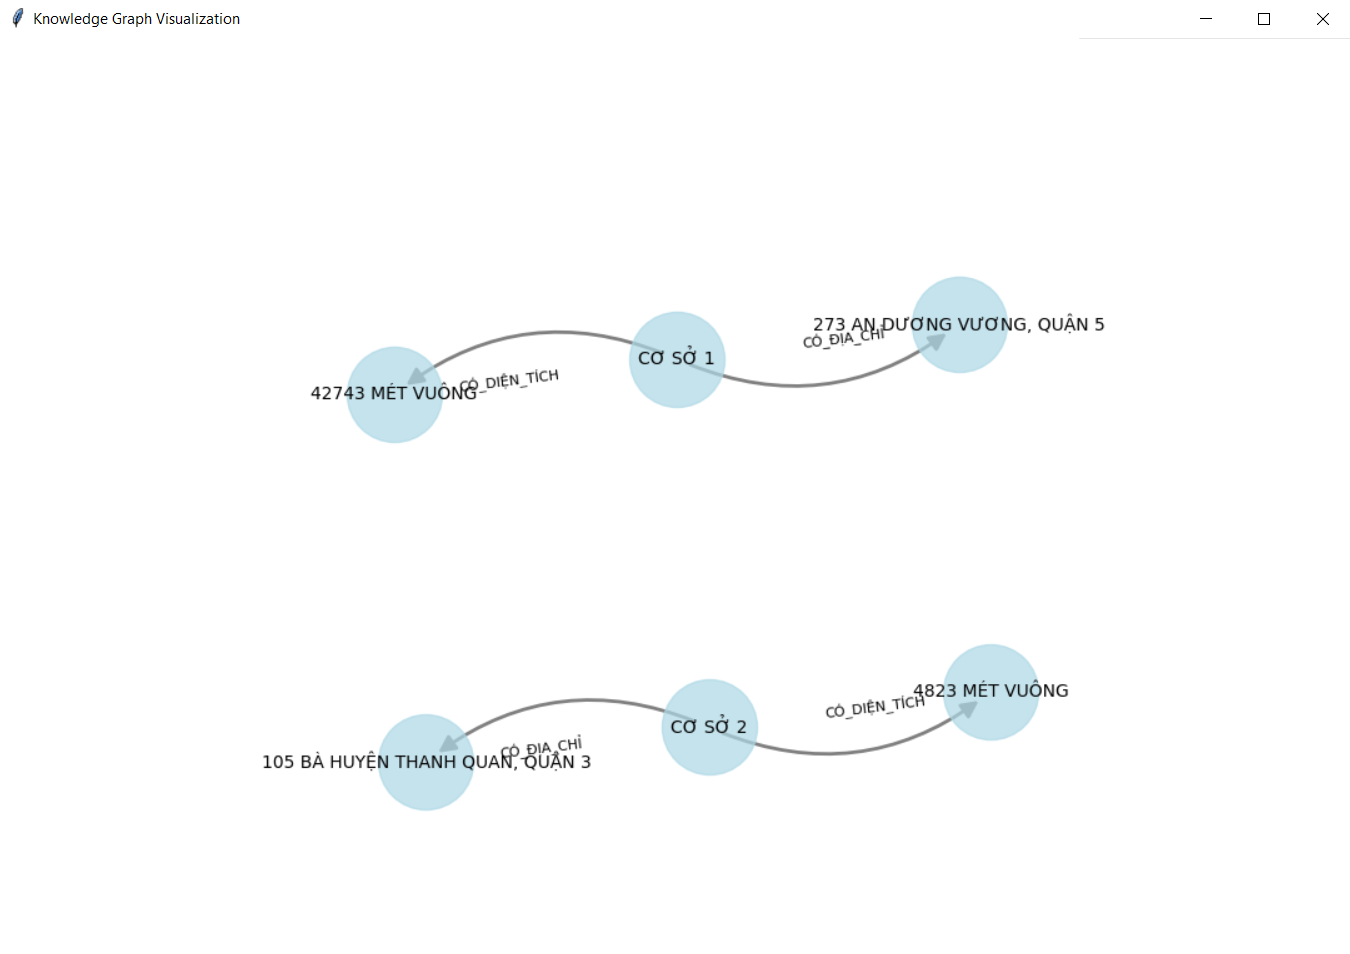 Knowledge Graph Visualization
273 AN DƯƠNG VƯƠNG, QUẬN 5
CÓ_ĐỊA_CHỈ
CƠ SỞ 1
CÓ_DIỆN_TÍCH
42743 MÉT VUÔNG
4823 MÉT VUÔNG
CÓ_DIỆN_TÍCH
CƠ SỞ 2
CÓ_ĐỊA_CHỈ
105 BÀ HUYỆN THANH QUAN, QUẬN 3